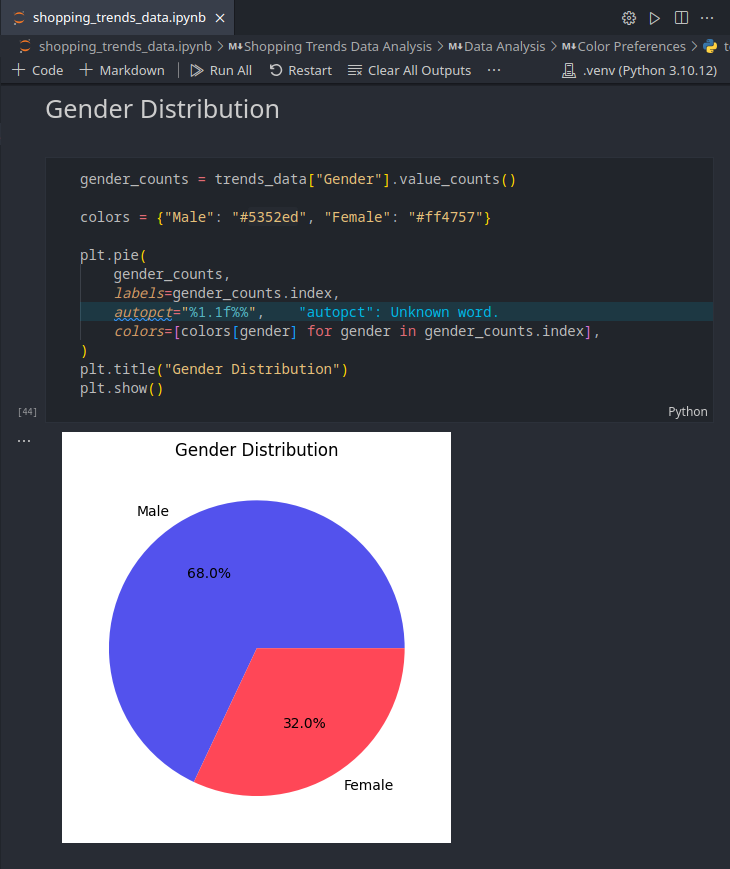 shopping_trends_data.ipynb
shopping_trends_data.ipynb > M↓Shopping Trends Data Analysis > M↓Data Analysis > M↓Color Preferences >
Code Markdown Run All Restart Clear All Outputs ... .venv (Python 3.10.12)
Gender Distribution
gender_counts = trends_data["Gender"].value_counts()
colors = {"Male": "#5352ed", "Female": "#ff4757"}
plt.pie(
    gender_counts,
    labels=gender_counts.index,
    autopct="%1.1f%%",    "autopct": Unknown word.
    colors=[colors[gender] for gender in gender_counts.index],
)
plt.title("Gender Distribution")
plt.show()
[44]
Python
...
Gender Distribution
Male
68.0%
32.0%
Female